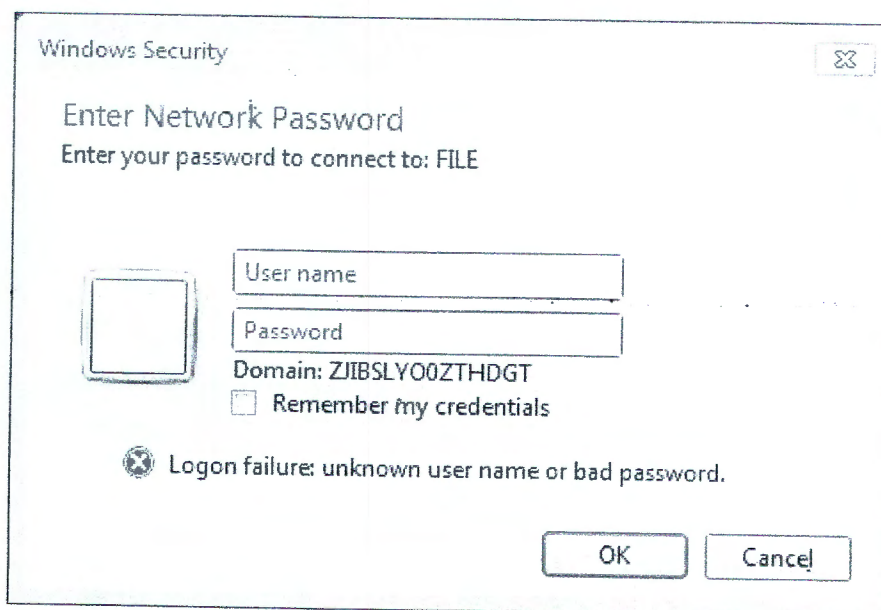 Windows Security
Enter Network Password
Enter your password to connect to: FILE
User name
Password
Domain: ZJIBSLYO0ZTHDGT
Remember my credentials
Logon failure: unknown user name or bad password.
OK
Cancel